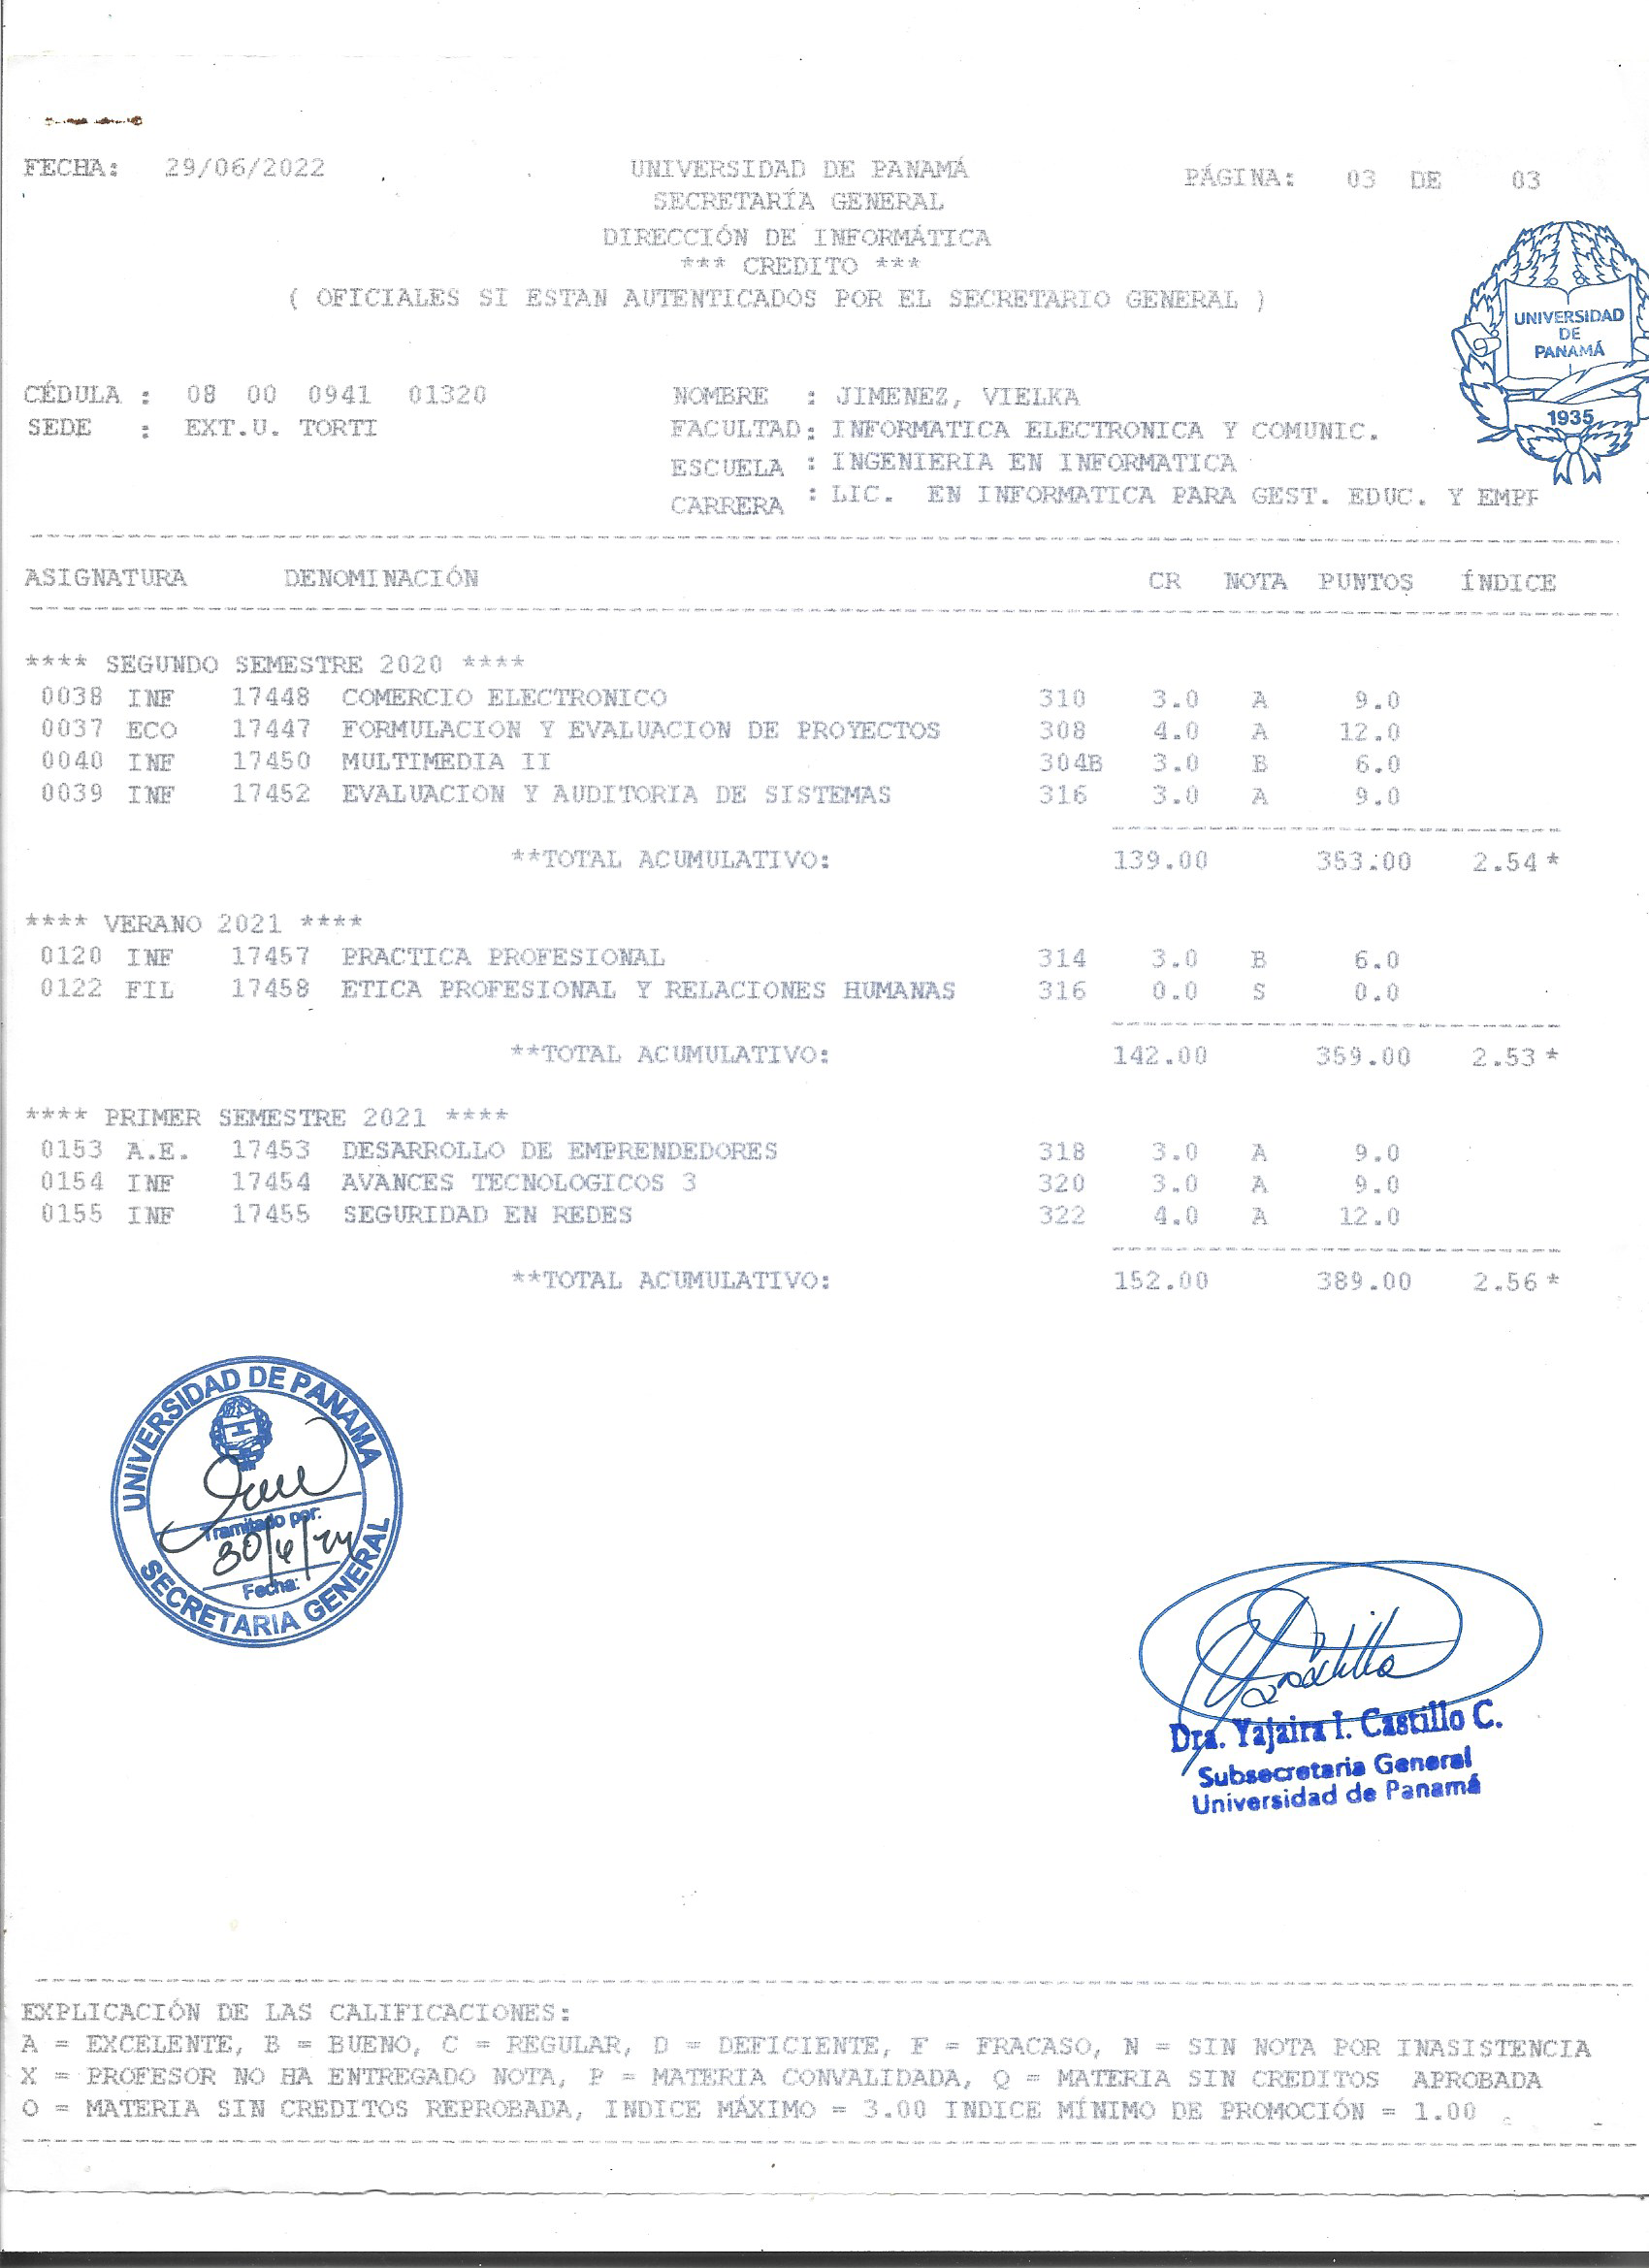 FECHA: 29/06/2022 UNIVERSIDAD DE PANAMÁ PÁGINA: 03 DE 03
SECRETARÍA GENERAL
DIRECCIÓN DE INFORMÁTICA
*** CREDITO ***
( OFICIALES SI ESTAN AUTENTICADOS POR EL SECRETARIO GENERAL )
UNIVERSIDAD
DE
PANAMÁ
1935
CÉDULA : 08 00 0941 01320 NOMBRE : JIMENEZ, VIELKA
SEDE : EXT.U. TORTI FACULTAD: INFORMATICA ELECTRONICA Y COMUNIC.
ESCUELA : INGENIERIA EN INFORMATICA
CARRERA : LIC. EN INFORMATICA PARA GEST. EDUC. Y EMPR
ASIGNATURA DENOMINACIÓN CR NOTA PUNTOS ÍNDICE
**** SEGUNDO SEMESTRE 2020 ****
0038 INF 17448 COMERCIO ELECTRONICO 310 3.0 A 9.0
0037 ECO 17447 FORMULACION Y EVALUACION DE PROYECTOS 308 4.0 A 12.0
0040 INF 17450 MULTIMEDIA II 304B 3.0 B 6.0
0039 INF 17452 EVALUACION Y AUDITORIA DE SISTEMAS 316 3.0 A 9.0
**TOTAL ACUMULATIVO: 139.00 353.00 2.54 *
**** VERANO 2021 ****
0120 INF 17457 PRACTICA PROFESIONAL 314 3.0 B 6.0
0122 FIL 17458 ETICA PROFESIONAL Y RELACIONES HUMANAS 316 0.0 S 0.0
**TOTAL ACUMULATIVO: 142.00 359.00 2.53 *
**** PRIMER SEMESTRE 2021 ****
0153 A.E. 17453 DESARROLLO DE EMPRENDEDORES 318 3.0 A 9.0
0154 INF 17454 AVANCES TECNOLOGICOS 3 320 3.0 A 9.0
0155 INF 17455 SEGURIDAD EN REDES 322 4.0 A 12.0
**TOTAL ACUMULATIVO: 152.00 389.00 2.56 *
UNIVERSIDAD DE PANAMA
Tramitado por:
Fecha:
SECRETARIA GENERAL
Dra. Yajaira I. Castillo C.
Subsecretaria General
Universidad de Panamá
EXPLICACIÓN DE LAS CALIFICACIONES:
A = EXCELENTE, B = BUENO, C = REGULAR, D = DEFICIENTE, F = FRACASO, N = SIN NOTA POR INASISTENCIA
X = PROFESOR NO HA ENTREGADO NOTA, P = MATERIA CONVALIDADA, Q = MATERIA SIN CREDITOS APROBADA
O = MATERIA SIN CREDITOS REPROBADA, INDICE MÁXIMO = 3.00 INDICE MÍNIMO DE PROMOCIÓN = 1.00